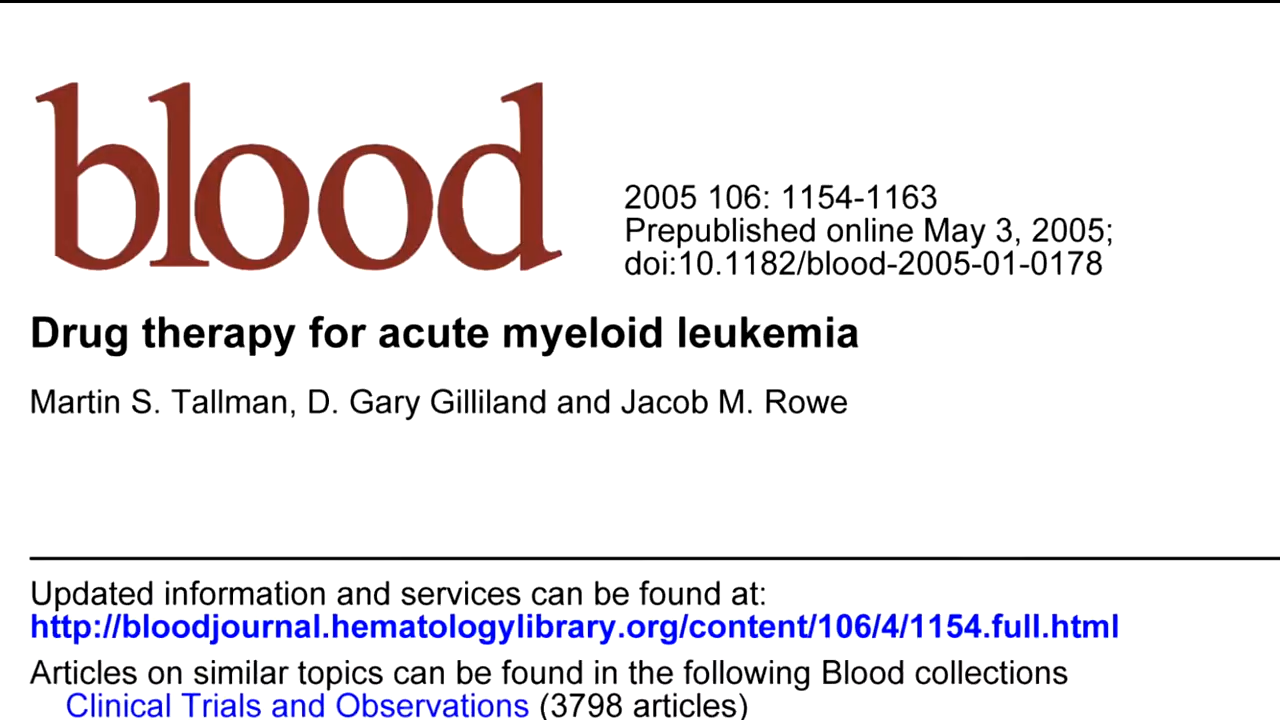 blood
2005 106: 1154-1163
Prepublished online May 3, 2005;
doi:10.1182/blood-2005-01-0178
Drug therapy for acute myeloid leukemia
Martin S. Tallman, D. Gary Gilliland and Jacob M. Rowe
Updated information and services can be found at:
http://bloodjournal.hematologylibrary.org/content/106/4/1154.full.html
Articles on similar topics can be found in the following Blood collections
Clinical Trials and Observations (3798 articles)